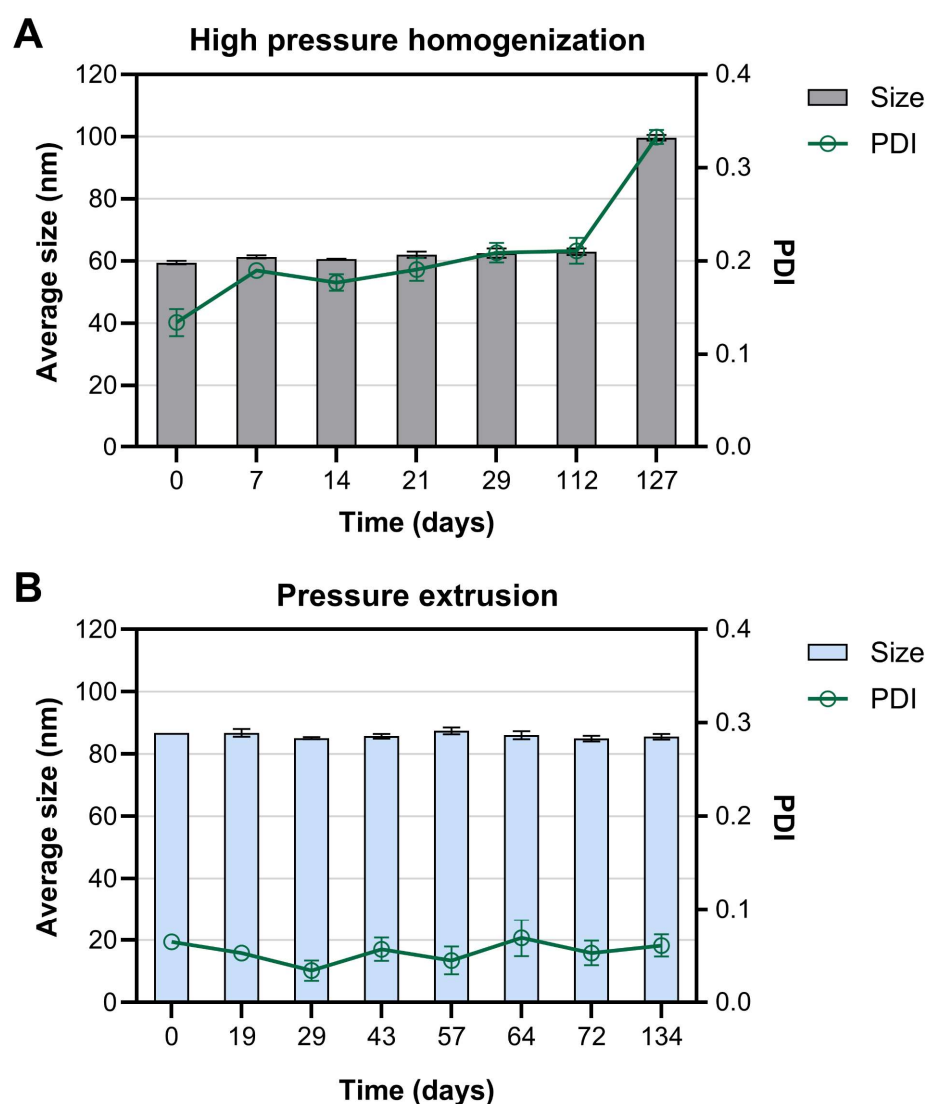 A
High pressure homogenization
120
100
80
60
40
20
0
Average size (nm)
0.4
0.3
0.2
0.1
0.0
PDI
Size
PDI
0 7 14 21 29 112 127
Time (days)
B
Pressure extrusion
120
100
80
60
40
20
0
Average size (nm)
0.4
0.3
0.2
0.1
0.0
PDI
Size
PDI
0 19 29 43 57 64 72 134
Time (days)